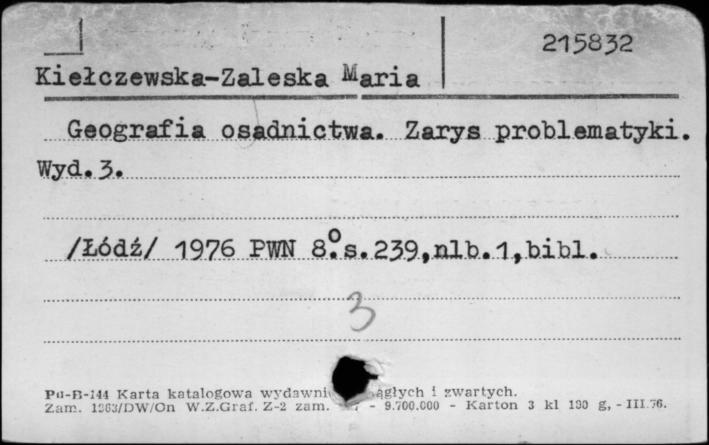 215832
Kiełczewska-Zaleska Maria
Geografia osadnictwa. Zarys problematyki.
Wyd.3.
/Łódź/ 1976 PWN 8°.s.239,nlb.1,bibl.
3
Pu-B-144 Karta katalogowa wydawni ągłych i zwartych.
Zam. 1363/DW/On W.Z.Graf. Z-2 zam. - 9.700.000 - Karton 3 kl 190 g, - III.76.